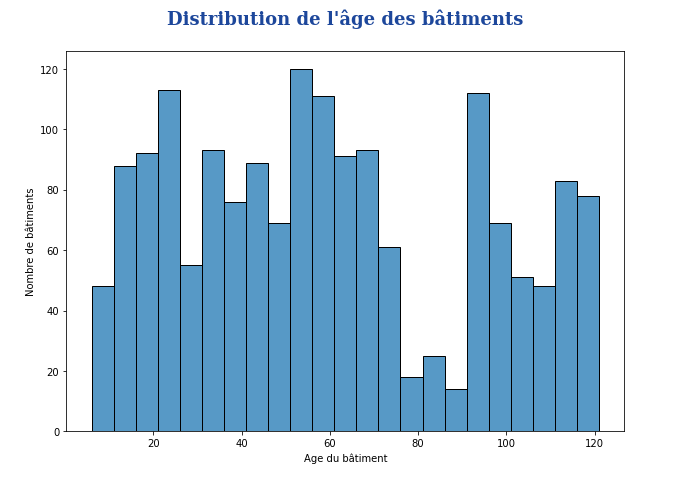 Distribution de l'âge des bâtiments
120
100
80
60
40
20
0
Nombre de bâtiments
20 40 60 80 100 120
Age du bâtiment